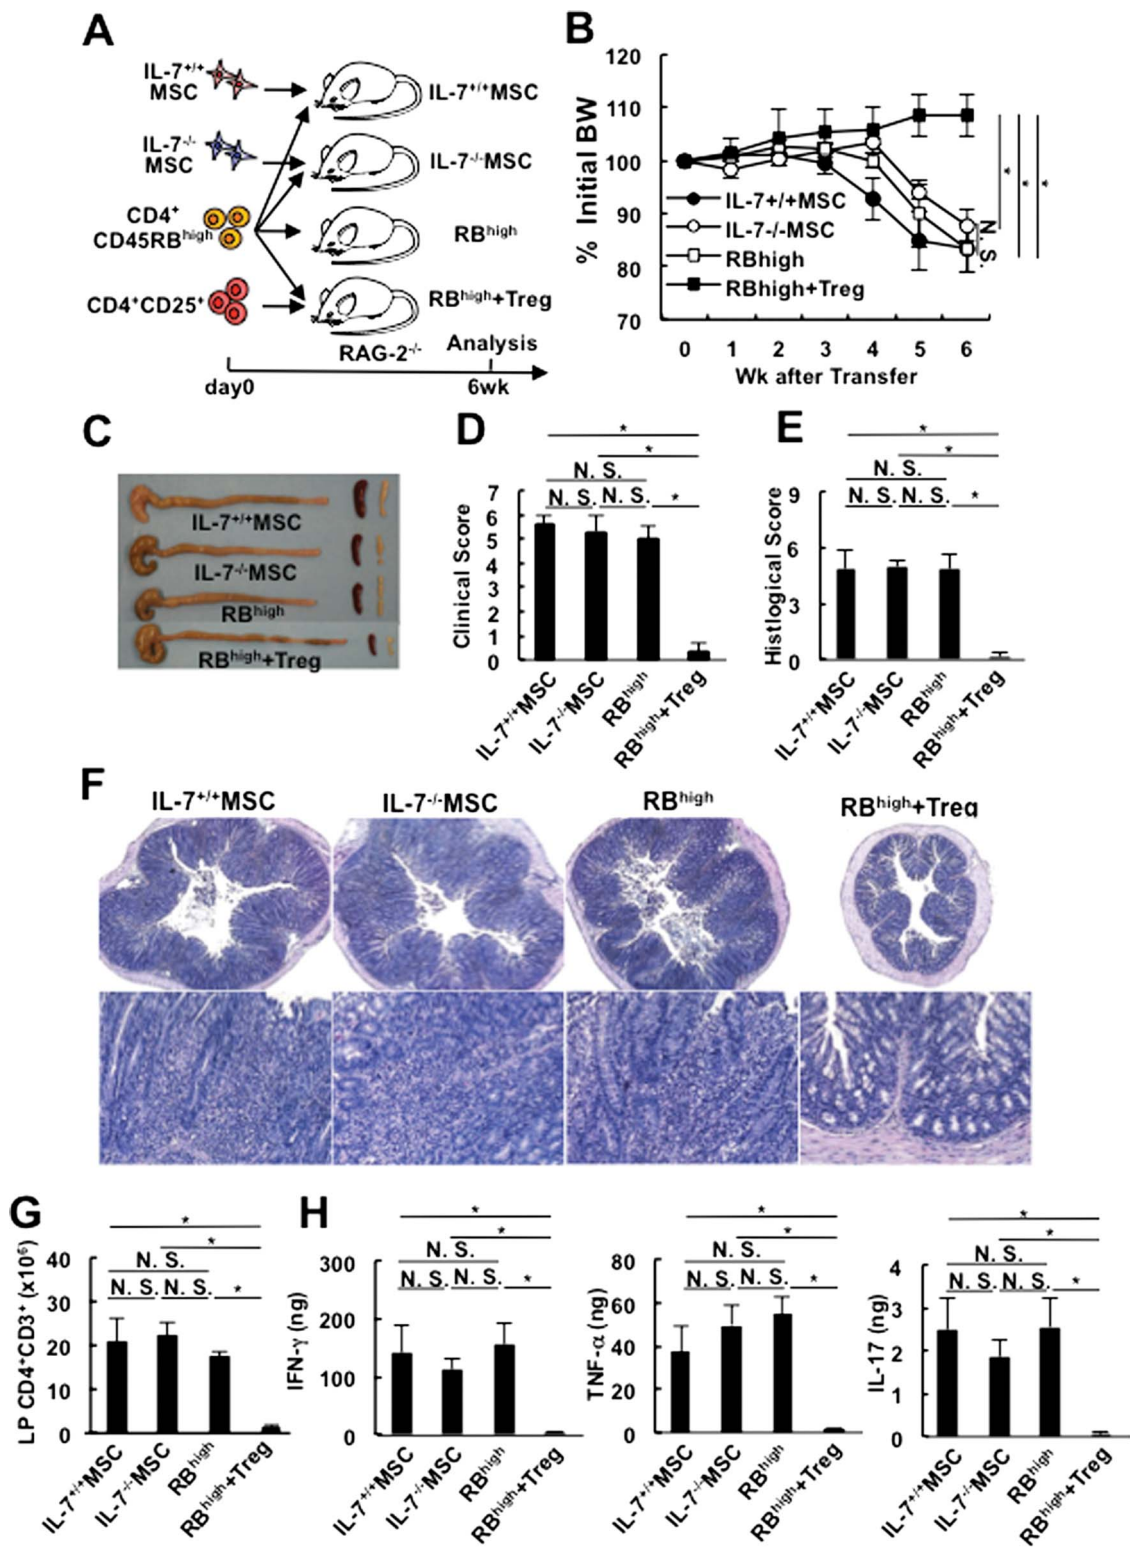 A
IL-7+/+
MSC
IL-7+/+MSC
IL-7-/-
MSC
IL-7-/-MSC
CD4+
CD45RBhigh
RBhigh
CD4+CD25+
RBhigh+Treg
RAG-2-/-
Analysis
day0
6wk
B
% Initial BW
120
110
100
90
80
70
IL-7+/+MSC
IL-7-/-MSC
RBhigh
RBhigh+Treg
*
*
*
N. S.
0 1 2 3 4 5 6
Wk after Transfer
C
IL-7+/+MSC
IL-7-/-MSC
RBhigh
RBhigh+Treg
D
*
*
N. S.
N. S. N. S. *
Clinical Score
7
6
5
4
3
2
1
0
IL-7+/+MSC
IL-7-/-MSC
RBhigh
RBhigh+Treg
E
*
*
N. S.
N. S. N. S. *
Histlogical Score
9
6
3
0
IL-7+/+MSC
IL-7-/-MSC
RBhigh
RBhigh+Treg
F
IL-7+/+MSC
IL-7-/-MSC
RBhigh
RBhigh+Treg
G
*
*
N. S.
N. S. N. S. *
LP CD4+CD3+ (x10⁶)
40
30
20
10
0
IL-7+/+MSC
IL-7-/-MSC
RBhigh
RBhigh+Treg
H
*
*
N. S.
N. S. N. S. *
IFN-γ (ng)
300
200
100
0
IL-7+/+MSC
IL-7-/-MSC
RBhigh
RBhigh+Treg
*
*
N. S.
N. S. N. S. *
TNF-α (ng)
80
60
40
20
0
IL-7+/+MSC
IL-7-/-MSC
RBhigh
RBhigh+Treg
*
*
N. S.
N. S. N. S. *
IL-17 (ng)
4
3
2
1
0
IL-7+/+MSC
IL-7-/-MSC
RBhigh
RBhigh+Treg